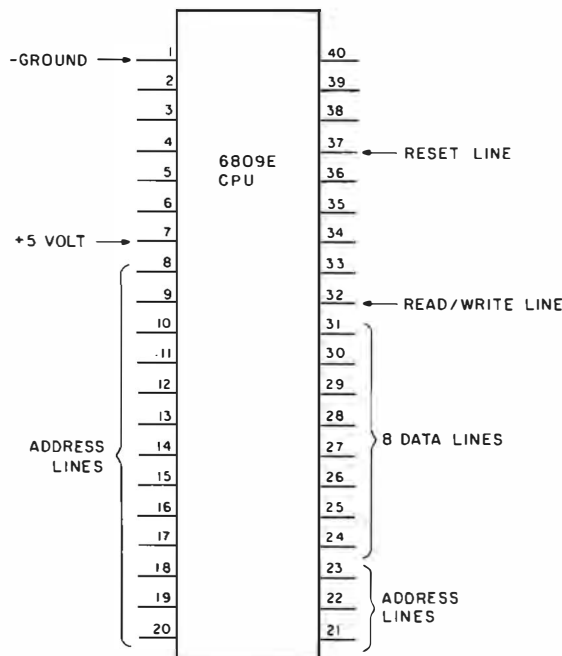 1 40
-GROUND
2 39
3 38
4 37 RESET LINE
6809E
CPU
5 36
6 35
+5 VOLT 7 34
8 33
9 32 READ/WRITE LINE
10 31
.11 30
12 29
13 28
ADDRESS
LINES
14 27 8 DATA LINES
15 26
16 25
17 24
18 23
19 22 ADDRESS
LINES
20 21